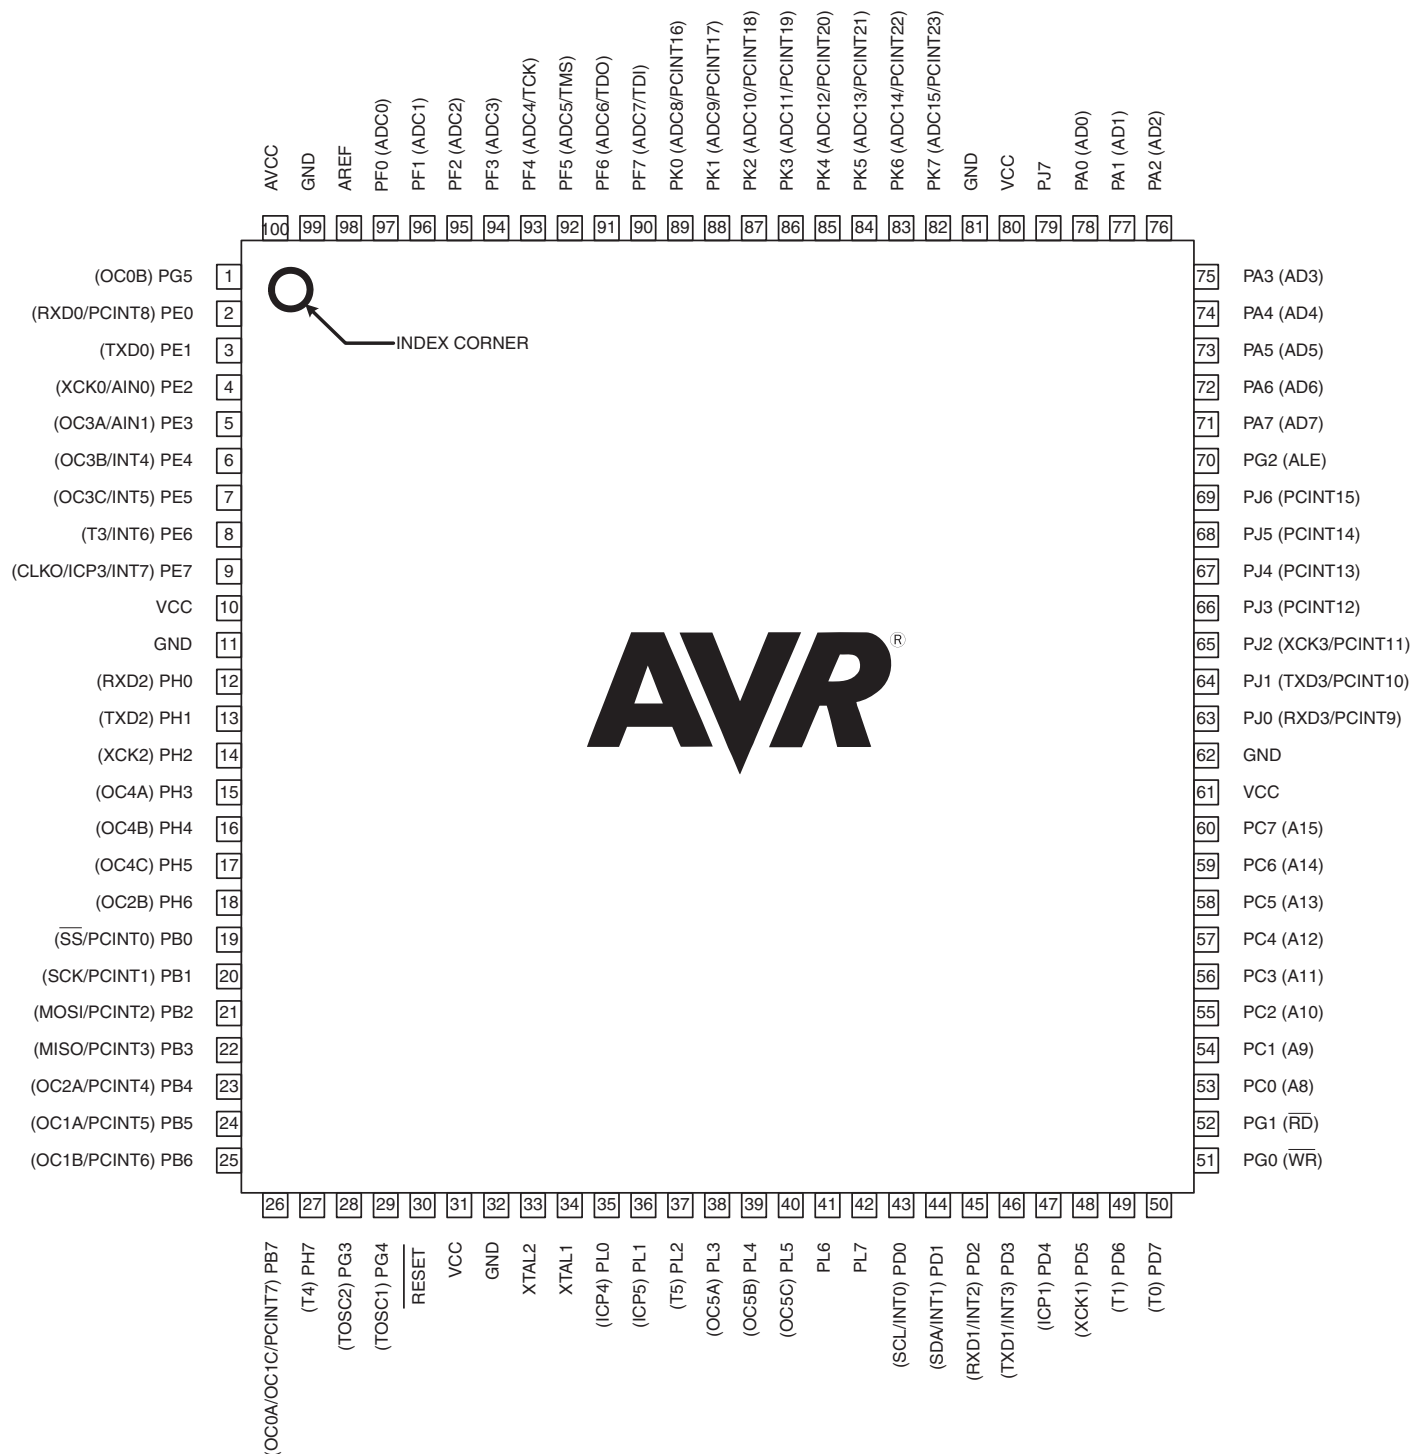 AVCC
GND
AREF
PF0 (ADC0)
PF1 (ADC1)
PF2 (ADC2)
PF3 (ADC3)
PF4 (ADC4/TCK)
PF5 (ADC5/TMS)
PF6 (ADC6/TDO)
PF7 (ADC7/TDI)
PK0 (ADC8/PCINT16)
PK1 (ADC9/PCINT17)
PK2 (ADC10/PCINT18)
PK3 (ADC11/PCINT19)
PK4 (ADC12/PCINT20)
PK5 (ADC13/PCINT21)
PK6 (ADC14/PCINT22)
PK7 (ADC15/PCINT23)
GND
VCC
PJ7
PA0 (AD0)
PA1 (AD1)
PA2 (AD2)
100 99 98 97 96 95 94 93 92 91 90 89 88 87 86 85 84 83 82 81 80 79 78 77 76
(OC0B) PG5 1
(RXD0/PCINT8) PE0 2
(TXD0) PE1 3
(XCK0/AIN0) PE2 4
(OC3A/AIN1) PE3 5
(OC3B/INT4) PE4 6
(OC3C/INT5) PE5 7
(T3/INT6) PE6 8
(CLKO/ICP3/INT7) PE7 9
VCC 10
GND 11
(RXD2) PH0 12
(TXD2) PH1 13
(XCK2) PH2 14
(OC4A) PH3 15
(OC4B) PH4 16
(OC4C) PH5 17
(OC2B) PH6 18
(SS/PCINT0) PB0 19
(SCK/PCINT1) PB1 20
(MOSI/PCINT2) PB2 21
(MISO/PCINT3) PB3 22
(OC2A/PCINT4) PB4 23
(OC1A/PCINT5) PB5 24
(OC1B/PCINT6) PB6 25
INDEX CORNER
AVR®
75 PA3 (AD3)
74 PA4 (AD4)
73 PA5 (AD5)
72 PA6 (AD6)
71 PA7 (AD7)
70 PG2 (ALE)
69 PJ6 (PCINT15)
68 PJ5 (PCINT14)
67 PJ4 (PCINT13)
66 PJ3 (PCINT12)
65 PJ2 (XCK3/PCINT11)
64 PJ1 (TXD3/PCINT10)
63 PJ0 (RXD3/PCINT9)
62 GND
61 VCC
60 PC7 (A15)
59 PC6 (A14)
58 PC5 (A13)
57 PC4 (A12)
56 PC3 (A11)
55 PC2 (A10)
54 PC1 (A9)
53 PC0 (A8)
52 PG1 (RD)
51 PG0 (WR)
26 27 28 29 30 31 32 33 34 35 36 37 38 39 40 41 42 43 44 45 46 47 48 49 50
(OC0A/OC1C/PCINT7) PB7
(T4) PH7
(TOSC2) PG3
(TOSC1) PG4
RESET
VCC
GND
XTAL2
XTAL1
(ICP4) PL0
(ICP5) PL1
(T5) PL2
(OC5A) PL3
(OC5B) PL4
(OC5C) PL5
PL6
PL7
(SCL/INT0) PD0
(SDA/INT1) PD1
(RXD1/INT2) PD2
(TXD1/INT3) PD3
(ICP1) PD4
(XCK1) PD5
(T1) PD6
(T0) PD7